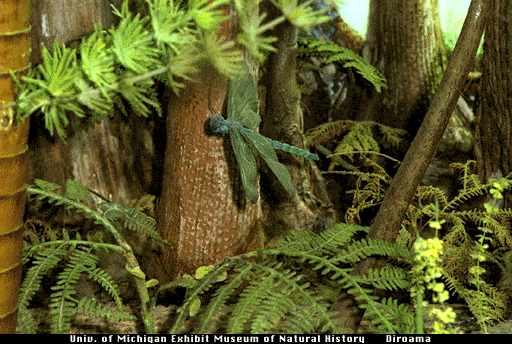 Univ. of Michigan Exhibit Museum of Natural History Diroama